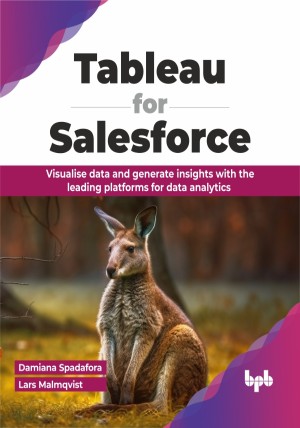 Tableau
for
Salesforce
Visualise data and generate insights with the
leading platforms for data analytics
Damiana Spadafora
Lars Malmqvist
bpb